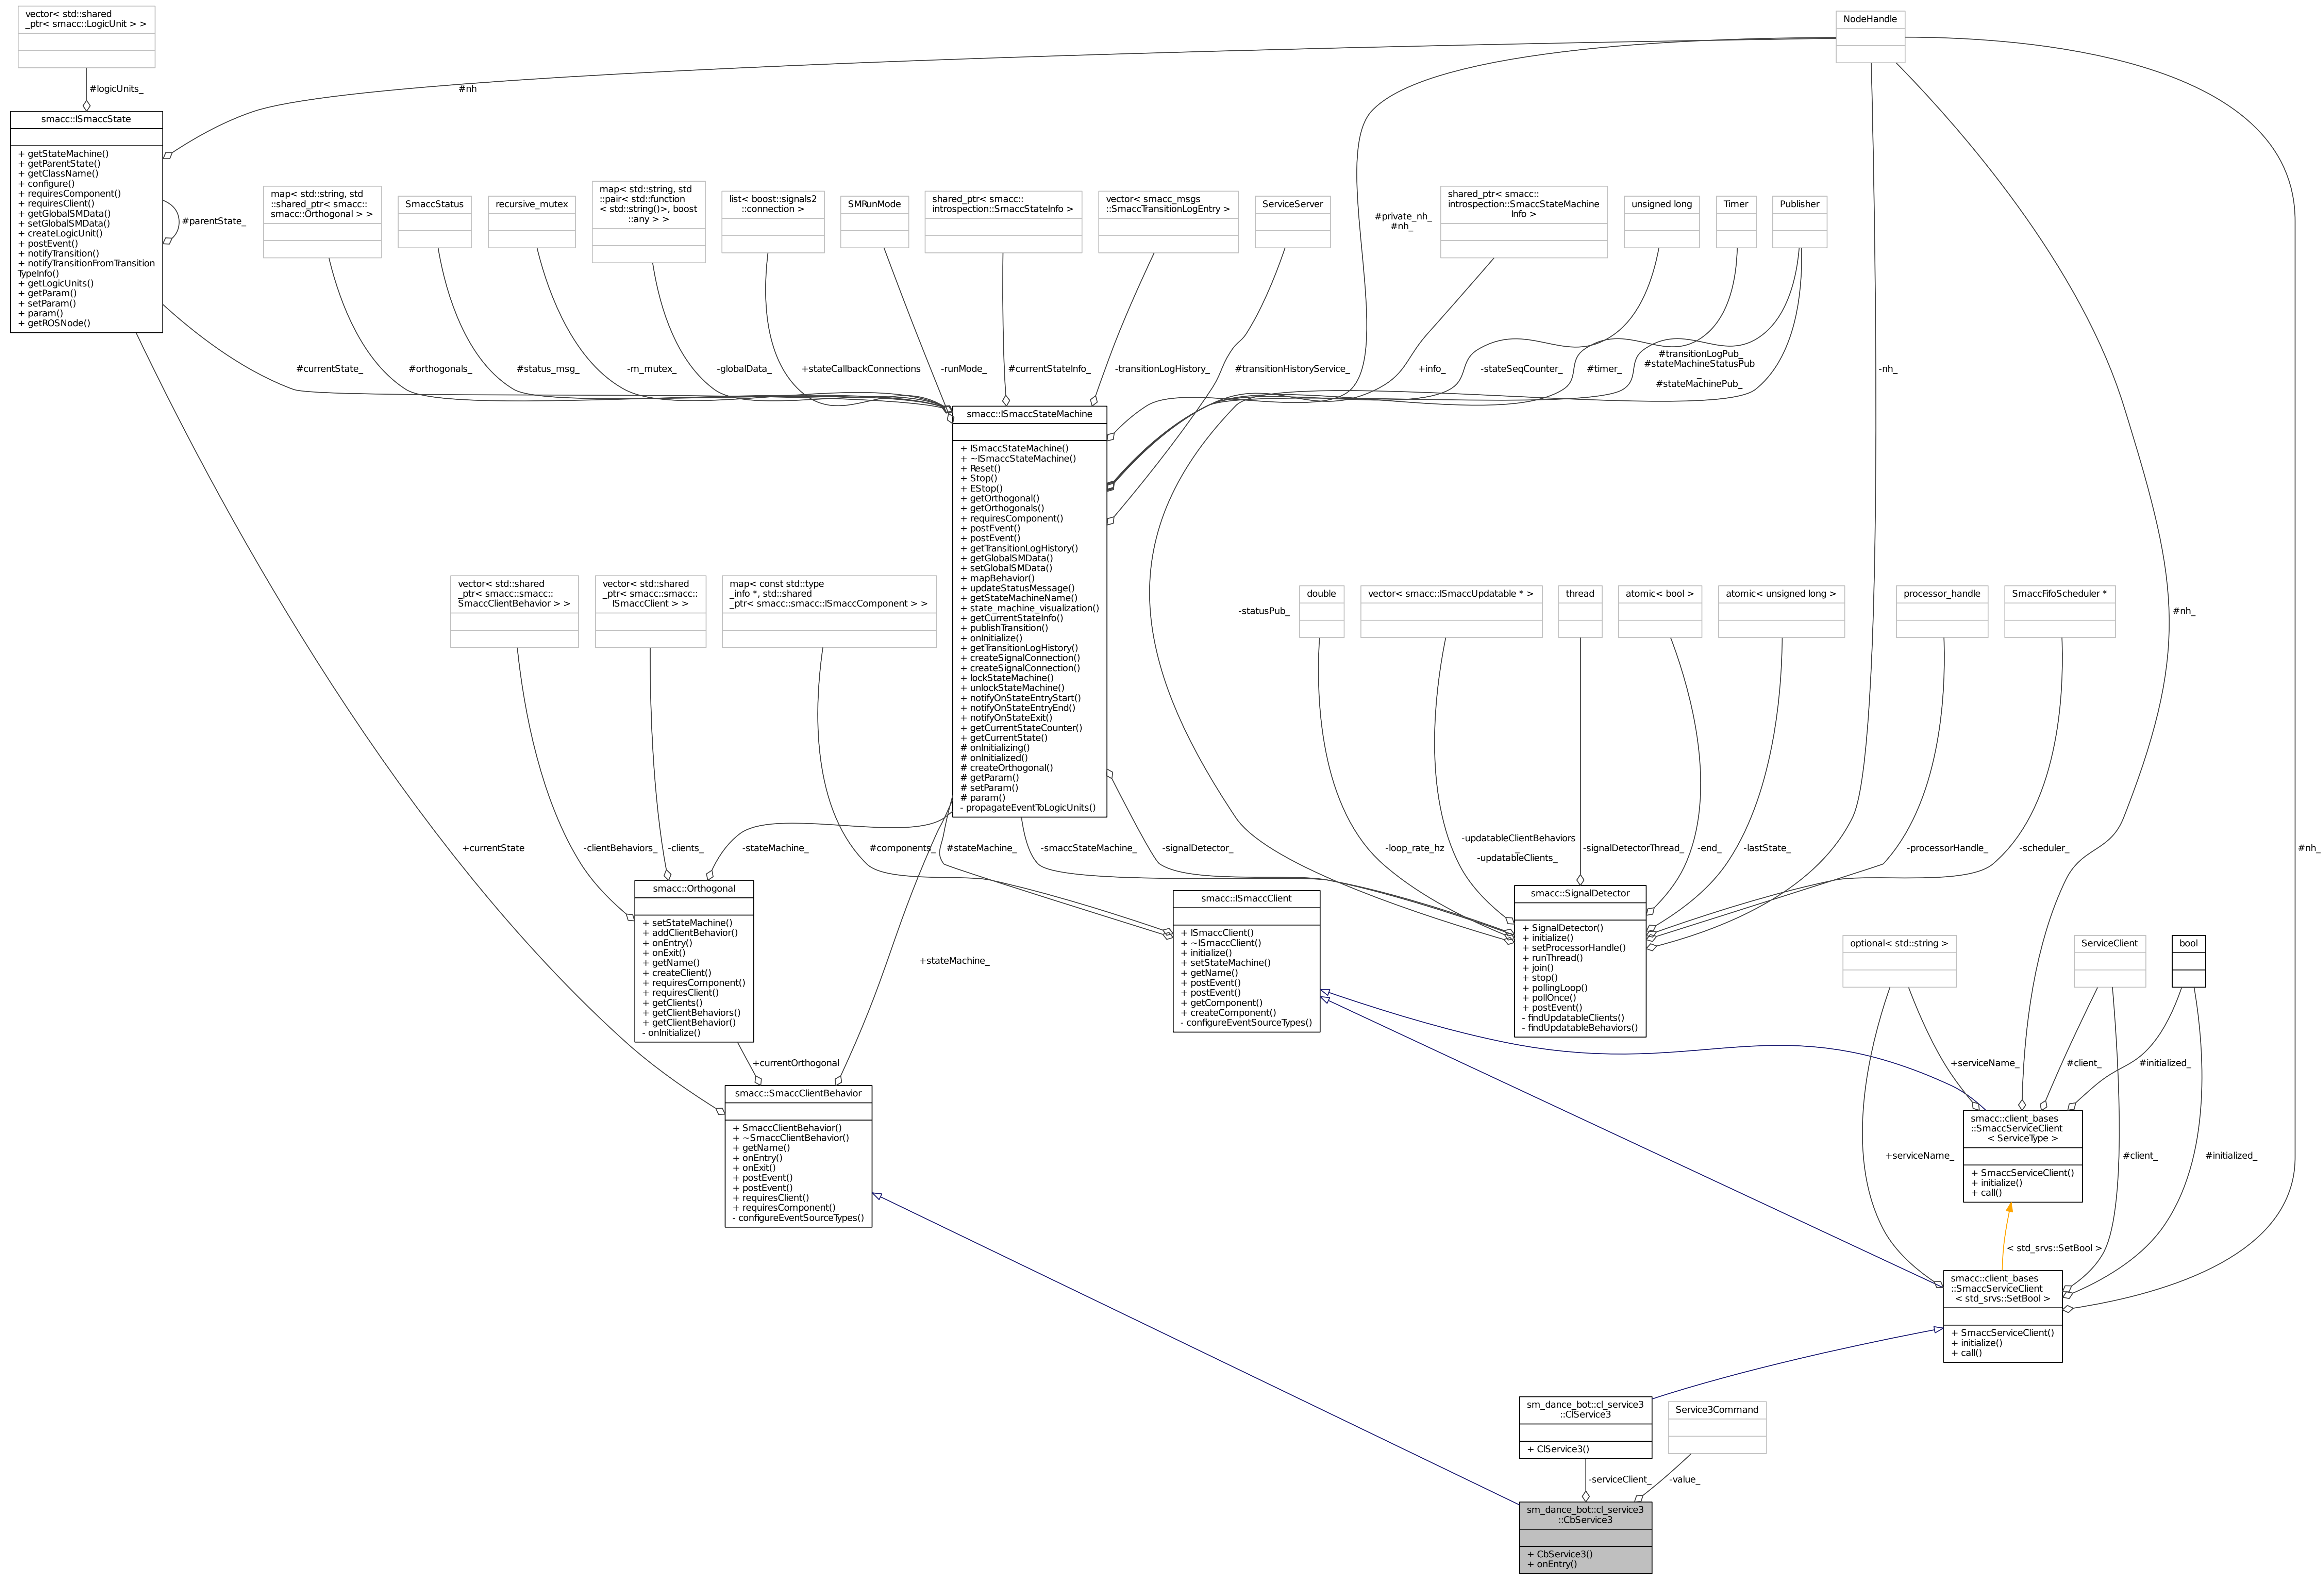 vector< std::shared
_ptr< smacc::LogicUnit > >
NodeHandle
#logicUnits_
#nh
smacc::ISmaccState
+ getStateMachine()
+ getParentState()
+ getClassName()
+ configure()
+ requiresComponent()
+ requiresClient()
+ getGlobalSMData()
+ setGlobalSMData()
+ createLogicUnit()
+ postEvent()
+ notifyTransition()
+ notifyTransitionFromTransition
TypeInfo()
+ getLogicUnits()
+ getParam()
+ setParam()
+ param()
+ getROSNode()
#parentState_
map< std::string, std
::shared_ptr< smacc::
smacc::Orthogonal > >
SmaccStatus
recursive_mutex
map< std::string, std
::pair< std::function
< std::string()>, boost
::any > >
list< boost::signals2
::connection >
SMRunMode
shared_ptr< smacc::
introspection::SmaccStateInfo >
vector< smacc_msgs
::SmaccTransitionLogEntry >
ServiceServer
#private_nh_
#nh_
shared_ptr< smacc::
introspection::SmaccStateMachine
Info >
unsigned long
Timer
Publisher
#currentState_
#orthogonals_
#status_msg_
-m_mutex_
-globalData_
+stateCallbackConnections
-runMode_
#currentStateInfo_
-transitionLogHistory_
#transitionHistoryService_
+info_
-stateSeqCounter_
#timer_
#transitionLogPub_
#stateMachineStatusPub
_
#stateMachinePub_
-nh_
smacc::ISmaccStateMachine
+ ISmaccStateMachine()
+ ~ISmaccStateMachine()
+ Reset()
+ Stop()
+ EStop()
+ getOrthogonal()
+ getOrthogonals()
+ requiresComponent()
+ postEvent()
+ postEvent()
+ getTransitionLogHistory()
+ getGlobalSMData()
+ setGlobalSMData()
+ mapBehavior()
+ updateStatusMessage()
+ getStateMachineName()
+ state_machine_visualization()
+ getCurrentStateInfo()
+ publishTransition()
+ onInitialize()
+ getTransitionLogHistory()
+ createSignalConnection()
+ createSignalConnection()
+ lockStateMachine()
+ unlockStateMachine()
+ notifyOnStateEntryStart()
+ notifyOnStateEntryEnd()
+ notifyOnStateExit()
+ getCurrentStateCounter()
+ getCurrentState()
# onInitializing()
# onInitialized()
# createOrthogonal()
# getParam()
# setParam()
# param()
- propagateEventToLogicUnits()
vector< std::shared
_ptr< smacc::smacc::
SmaccClientBehavior > >
vector< std::shared
_ptr< smacc::smacc::
ISmaccClient > >
map< const std::type
_info *, std::shared
_ptr< smacc::smacc::ISmaccComponent > >
-statusPub_
double
vector< smacc::ISmaccUpdatable * >
thread
atomic< bool >
atomic< unsigned long >
processor_handle
SmaccFifoScheduler *
#nh_
+currentState
-clientBehaviors_
-clients_
-stateMachine_
#components_
#stateMachine_
-smaccStateMachine_
-signalDetector_
-loop_rate_hz
-updatableClientBehaviors
_
-updatableClients_
-signalDetectorThread_
-end_
-lastState_
-processorHandle_
-scheduler_
#nh_
smacc::Orthogonal
+ setStateMachine()
+ addClientBehavior()
+ onEntry()
+ onExit()
+ getName()
+ createClient()
+ requiresComponent()
+ requiresClient()
+ getClients()
+ getClientBehaviors()
+ getClientBehavior()
- onInitialize()
+stateMachine_
smacc::ISmaccClient
+ ISmaccClient()
+ ~ISmaccClient()
+ initialize()
+ setStateMachine()
+ getName()
+ postEvent()
+ postEvent()
+ getComponent()
+ createComponent()
- configureEventSourceTypes()
smacc::SignalDetector
+ SignalDetector()
+ initialize()
+ setProcessorHandle()
+ runThread()
+ join()
+ stop()
+ pollingLoop()
+ pollOnce()
+ postEvent()
- findUpdatableClients()
- findUpdatableBehaviors()
optional< std::string >
ServiceClient
bool
+currentOrthogonal
+serviceName_
#client_
#initialized_
smacc::SmaccClientBehavior
+ SmaccClientBehavior()
+ ~SmaccClientBehavior()
+ getName()
+ onEntry()
+ onExit()
+ postEvent()
+ postEvent()
+ requiresClient()
+ requiresComponent()
- configureEventSourceTypes()
smacc::client_bases
::SmaccServiceClient
< ServiceType >
+ SmaccServiceClient()
+ initialize()
+ call()
+serviceName_
#client_
#initialized_
< std_srvs::SetBool >
smacc::client_bases
::SmaccServiceClient
< std_srvs::SetBool >
+ SmaccServiceClient()
+ initialize()
+ call()
sm_dance_bot::cl_service3
::ClService3
+ ClService3()
Service3Command
-serviceClient_
-value_
sm_dance_bot::cl_service3
::CbService3
+ CbService3()
+ onEntry()